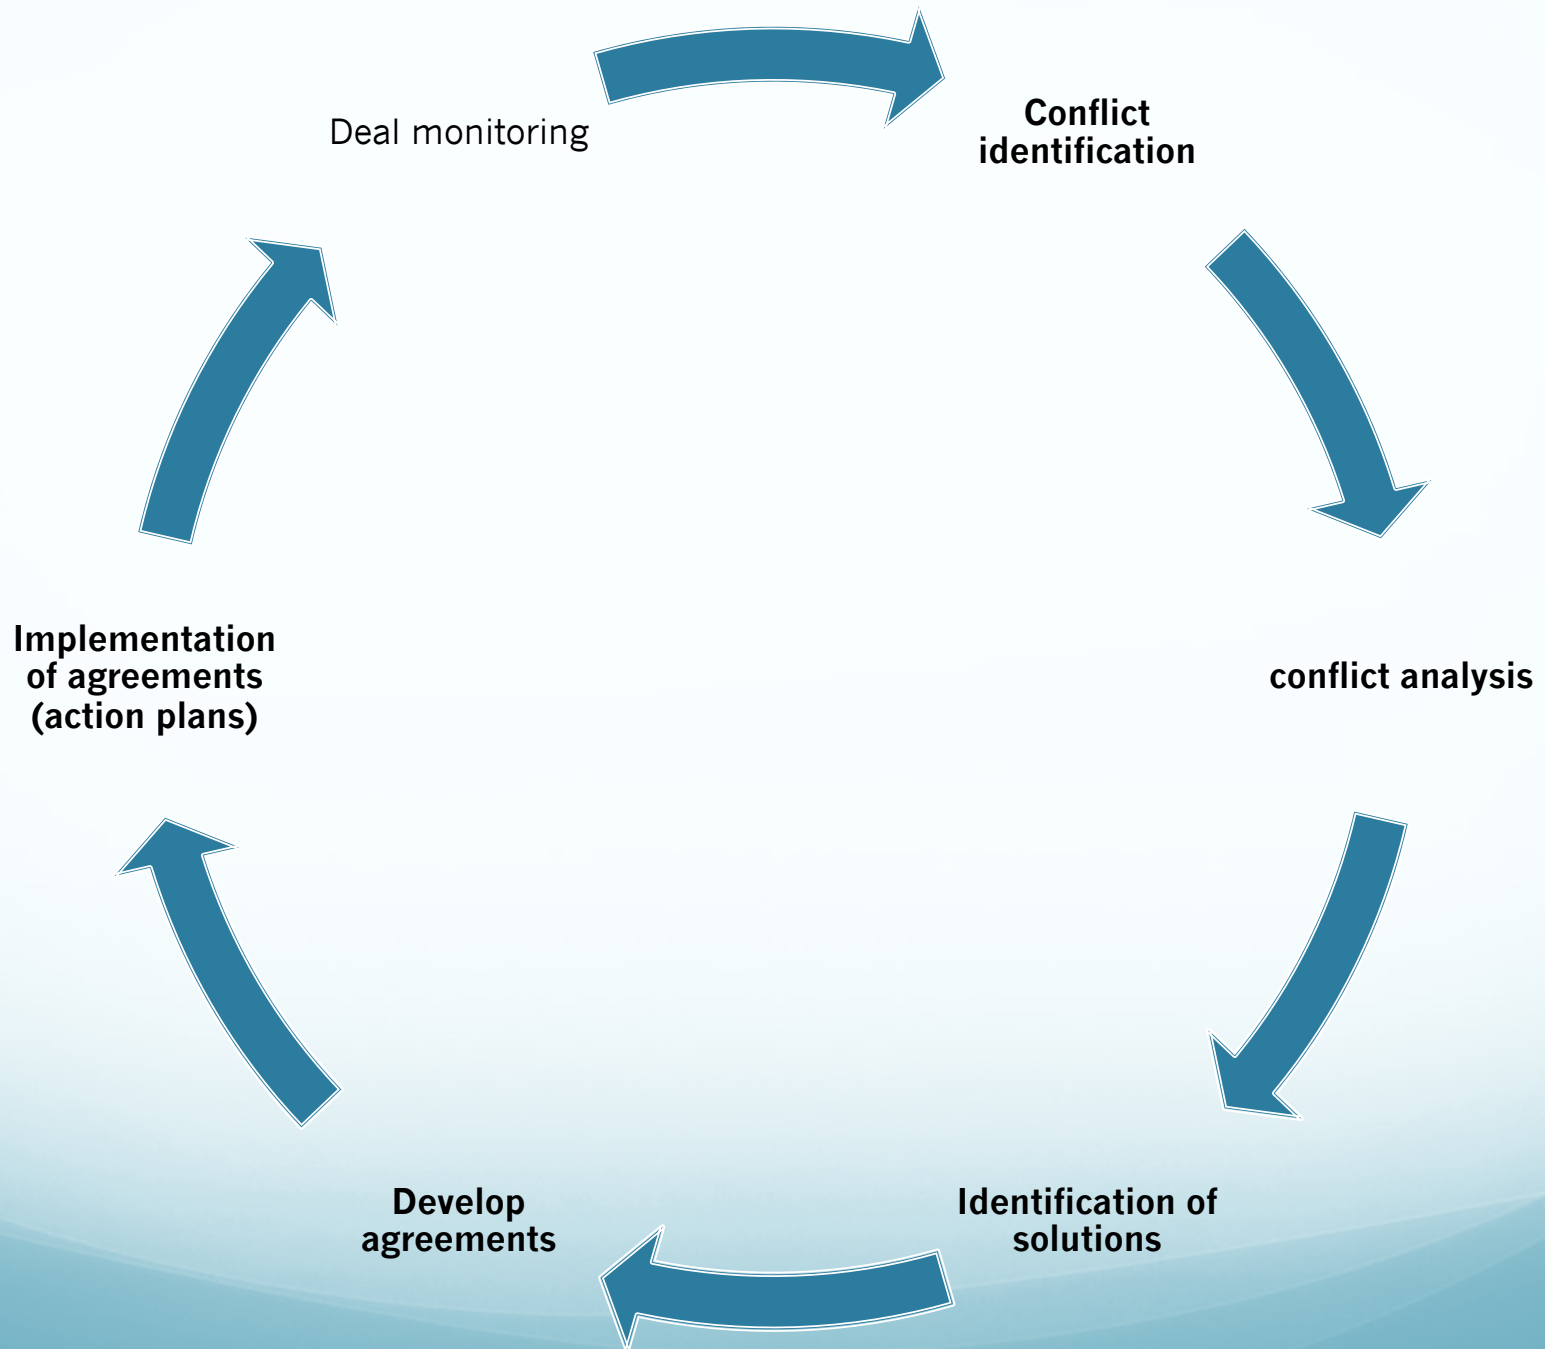 Deal monitoring
Conflict
identification
conflict analysis
Identification of
solutions
Develop
agreements
Implementation
of agreements
(action plans)